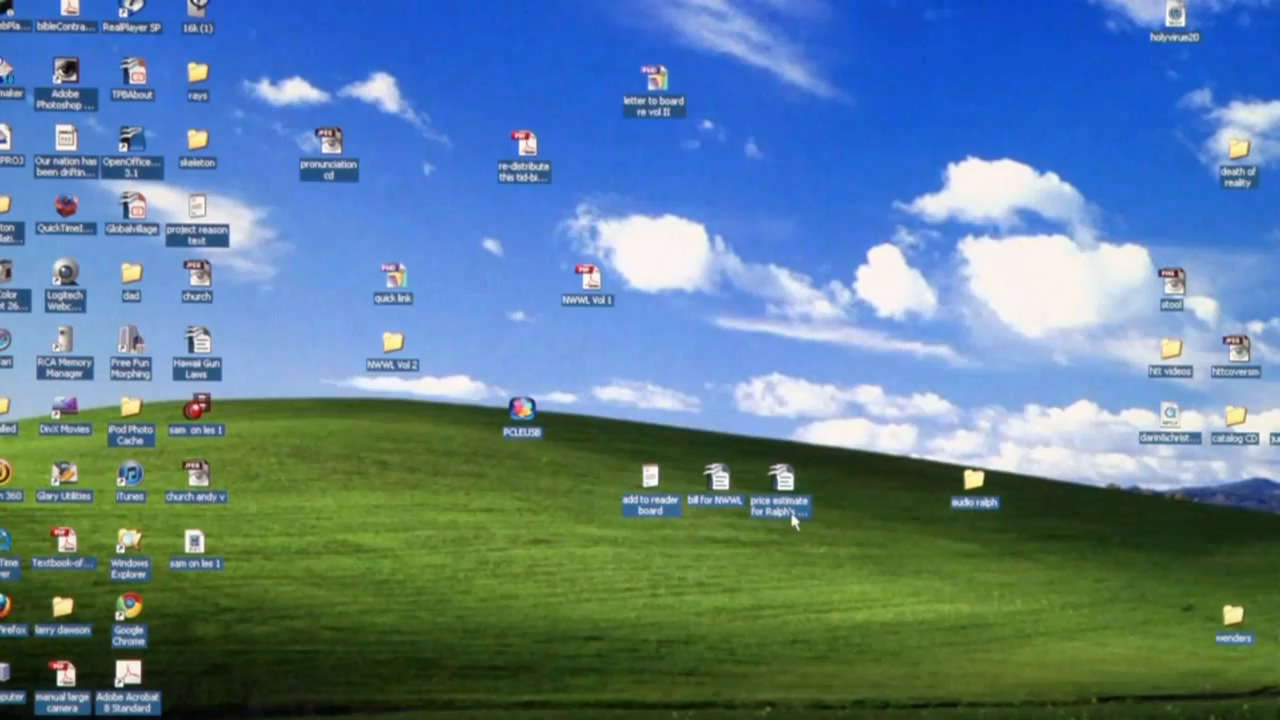 bibleContra...
RealPlayer SP
16k (1)
holyvirue20
Adobe
Photoshop ...
TPBAbout
rays
letter to board
re vol II
Our nation has
been driftin...
OpenOffice...
3.1
skeleton
pronunciation
cd
re-distribute
this tid-bi...
death of
reality
QuickTimeI...
Globalvillage
project reason
text
Logitech
Webc...
dad
church
quick link
NWWL Vol 1
stool
RCA Memory
Manager
Free Fun
Morphing
Hawaii Gun
Laws
NWWL Vol 2
htt videos
httcoversm
DivX Movies
iPod Photo
Cache
sam on les 1
PCLEUSB
darin&christ...
catalog CD
360
Glary Utilities
iTunes
church andy v
add to reader
board
bill for NWWL
price estimate
for Ralph's ...
audio ralph
Textbook-of...
Windows
Explorer
sam on les 1
larry dawson
Google
Chrome
wenders
manual large
camera
Adobe Acrobat
8 Standard